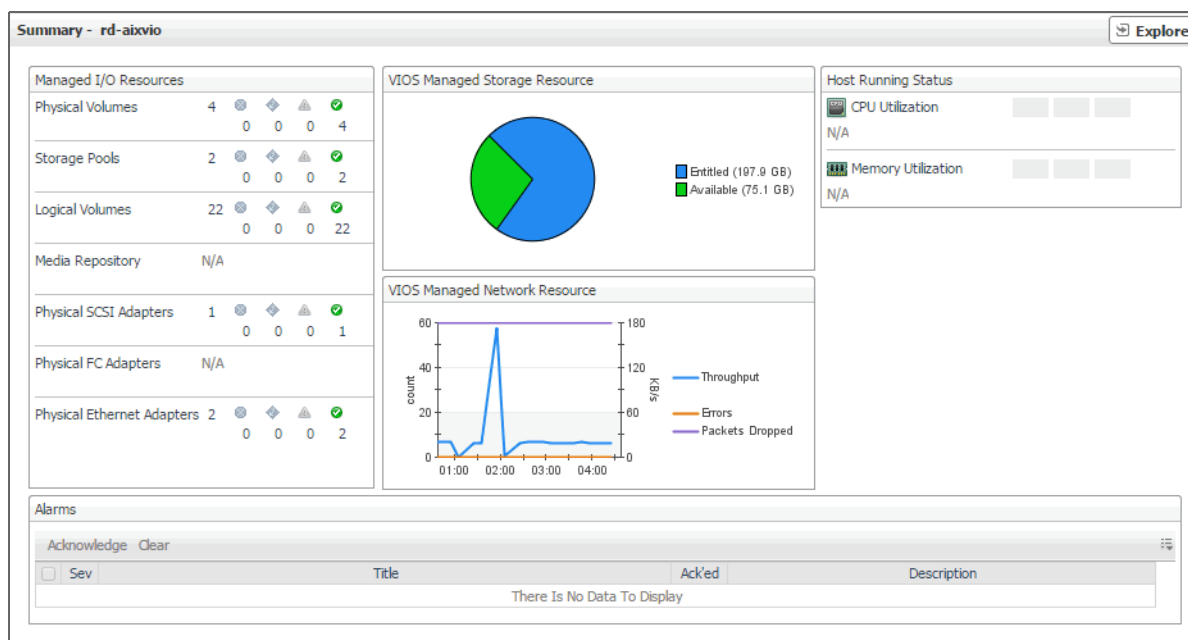 Summary - rd-aixvio
Explore
Managed I/O Resources
Physical Volumes 4
0 0 0 4
Storage Pools 2
0 0 0 2
Logical Volumes 22
0 0 0 22
Media Repository N/A
Physical SCSI Adapters 1
0 0 0 1
Physical FC Adapters N/A
Physical Ethernet Adapters 2
0 0 0 2
VIOS Managed Storage Resource
Entitled (197.9 GB)
Available (75.1 GB)
VIOS Managed Network Resource
60 180
40 120
20 60
0 0
count
KB/s
01:00 02:00 03:00 04:00
Throughput
Errors
Packets Dropped
Host Running Status
CPU
CPU Utilization
N/A
Memory Utilization
N/A
Alarms
Acknowledge Clear
Sev Title Ack'ed Description
There Is No Data To Display